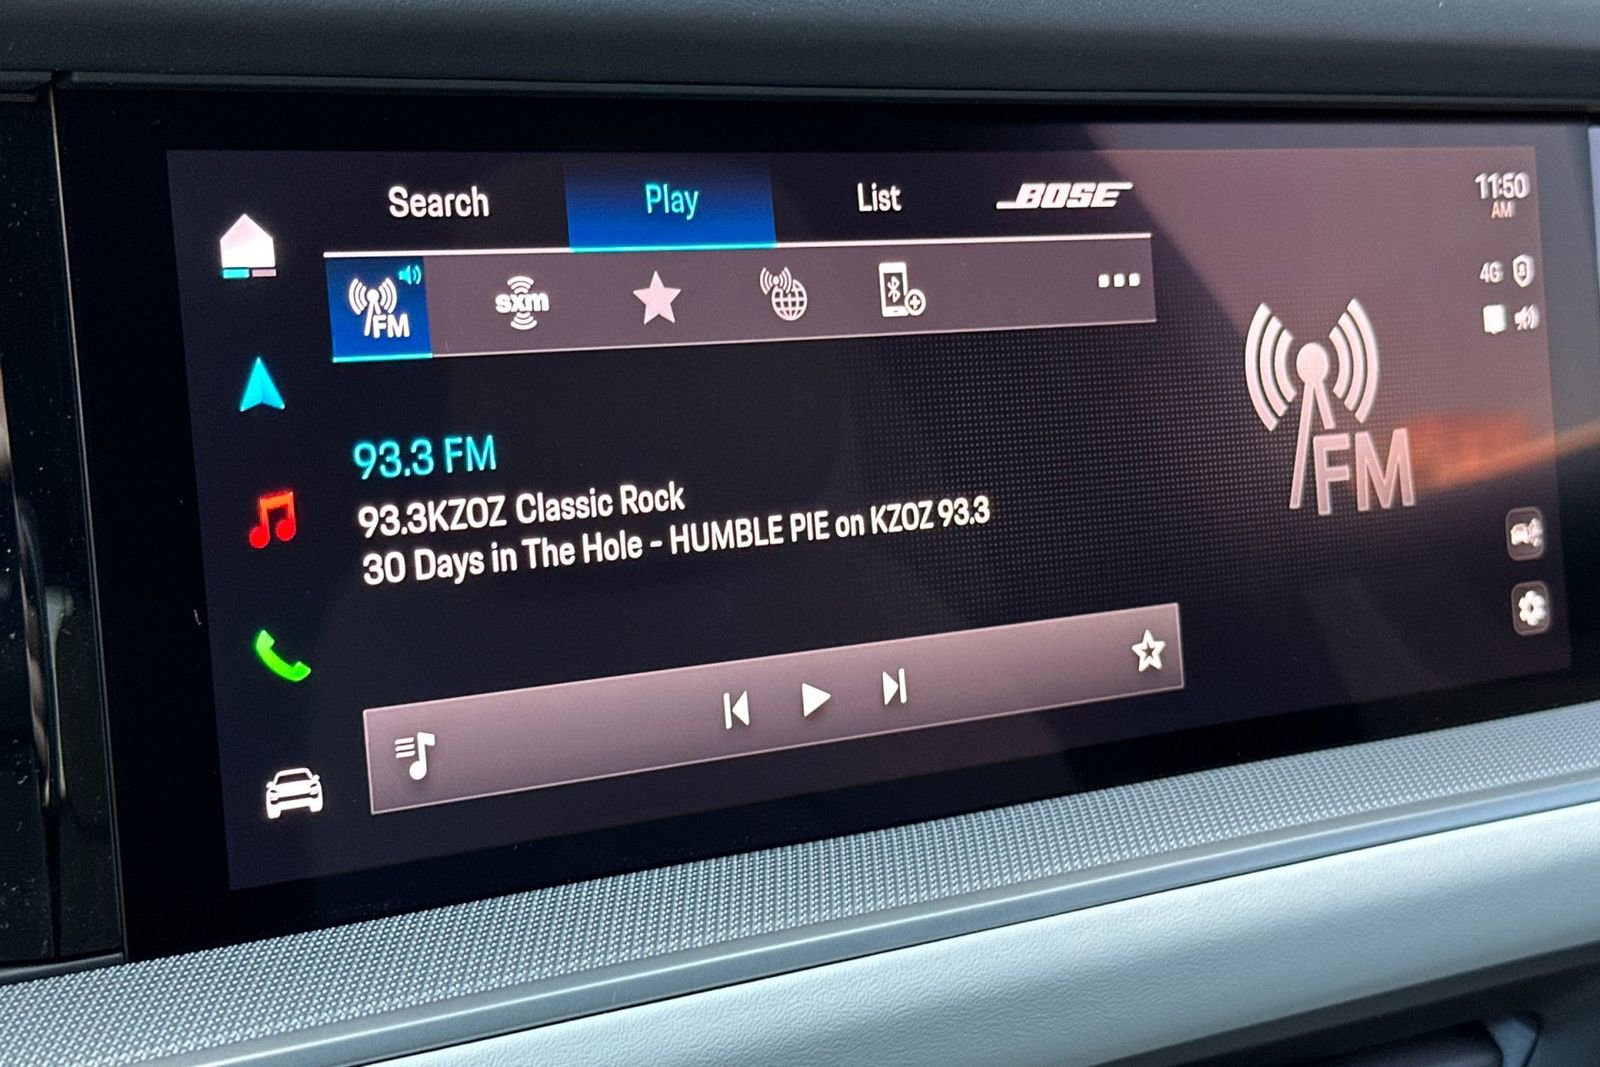 Search
Play
List
BOSE
11:50
AM
FM
sxm
4G
FM
93.3 FM
93.3KZOZ Classic Rock
30 Days in The Hole - HUMBLE PIE on KZOZ 93.3